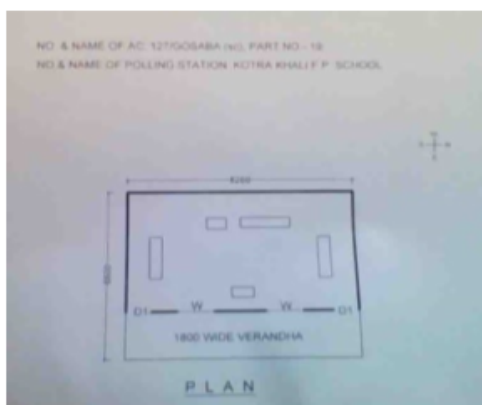 NO. & NAME OF AC: 127/GOSABA (SC), PART NO.- 19
NO.& NAME OF POLLING STATION KOTRA KHALI F P SCHOOL
D1
W
W
D1
1800 WIDE VERANDHA
PLAN